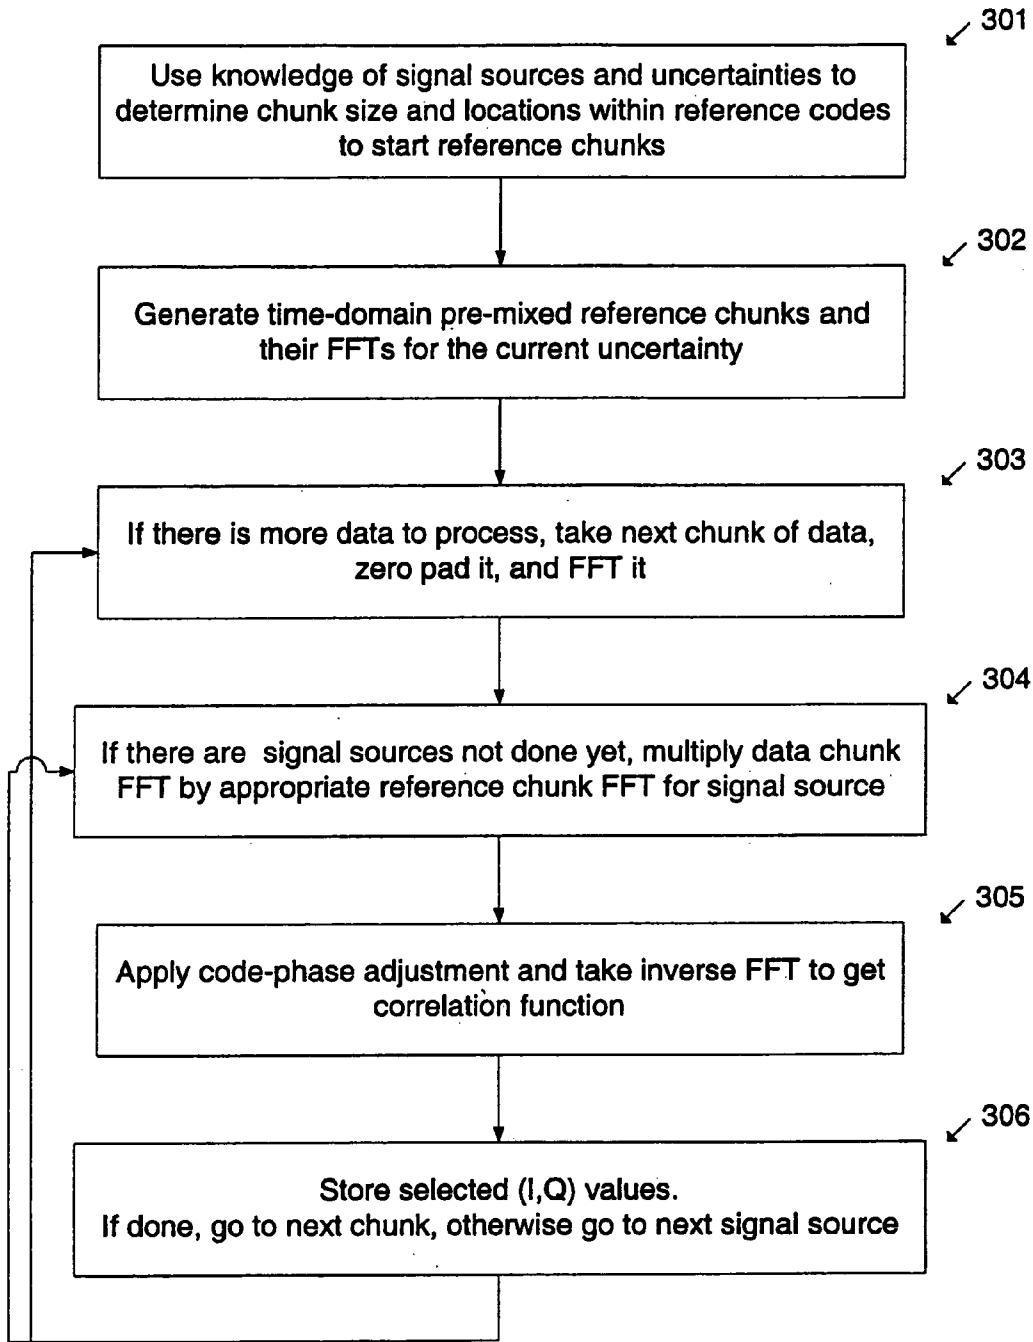 301
Use knowledge of signal sources and uncertainties to
determine chunk size and locations within reference codes
to start reference chunks
302
Generate time-domain pre-mixed reference chunks and
their FFTs for the current uncertainty
303
If there is more data to process, take next chunk of data,
zero pad it, and FFT it
304
If there are signal sources not done yet, multiply data chunk
FFT by appropriate reference chunk FFT for signal source
305
Apply code-phase adjustment and take inverse FFT to get
correlation function
306
Store selected (I,Q) values.
If done, go to next chunk, otherwise go to next signal source